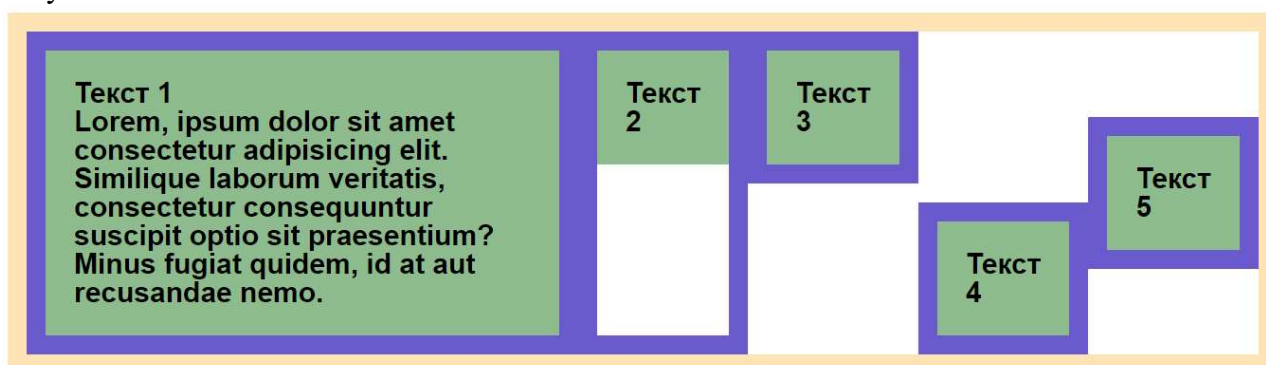 Текст 1
Lorem, ipsum dolor sit amet
consectetur adipisicing elit.
Similique laborum veritatis,
consectetur consequuntur
suscipit optio sit praesentium?
Minus fugiat quidem, id at aut
recusandae nemo.
Текст
2
Текст
3
Текст
4
Текст
5